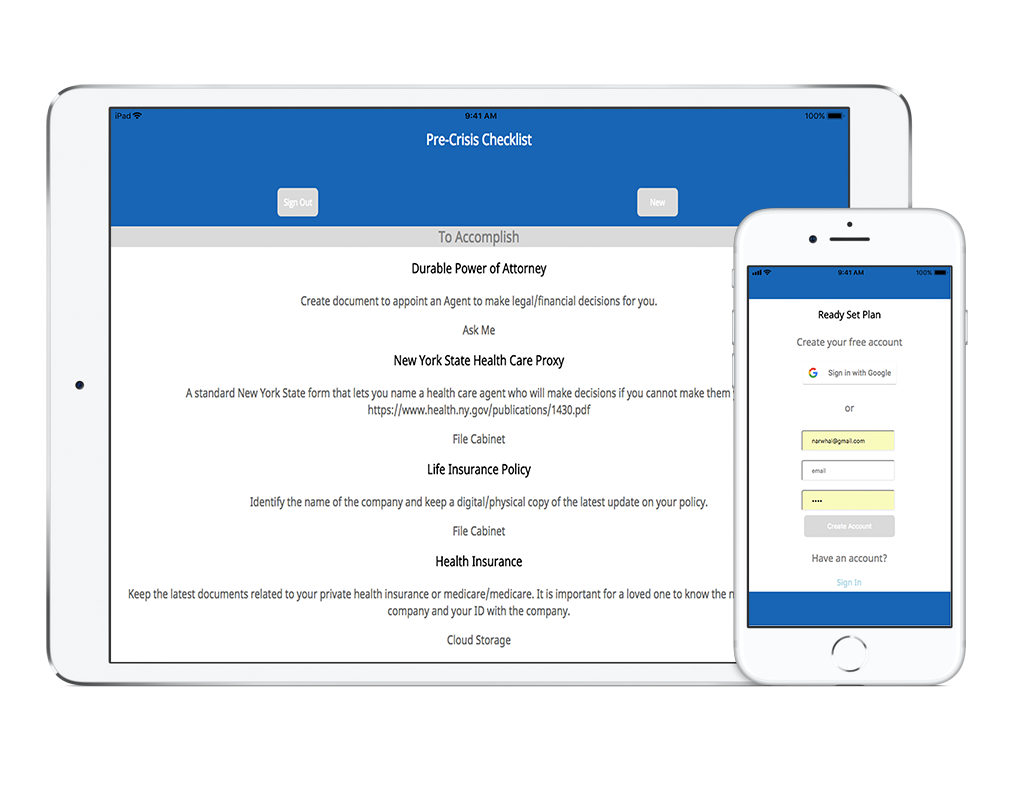 iPad 9:41 AM 100%
Pre-Crisis Checklist
Sign Out New
To Accomplish
Durable Power of Attorney
Create document to appoint an Agent to make legal/financial decisions for you.
Ask Me
New York State Health Care Proxy
A standard New York State form that lets you name a health care agent who will make decisions if you cannot make them
https://www.health.ny.gov/publications/1430.pdf
File Cabinet
Life Insurance Policy
Identify the name of the company and keep a digital/physical copy of the latest update on your policy.
File Cabinet
Health Insurance
Keep the latest documents related to your private health insurance or medicare/medicare. It is important for a loved one to know the
company and your ID with the company.
Cloud Storage
9:41 AM 100%
Ready Set Plan
Create your free account
G Sign in with Google
or
narwhal@gmail.com
email
••••
Create Account
Have an account?
Sign In